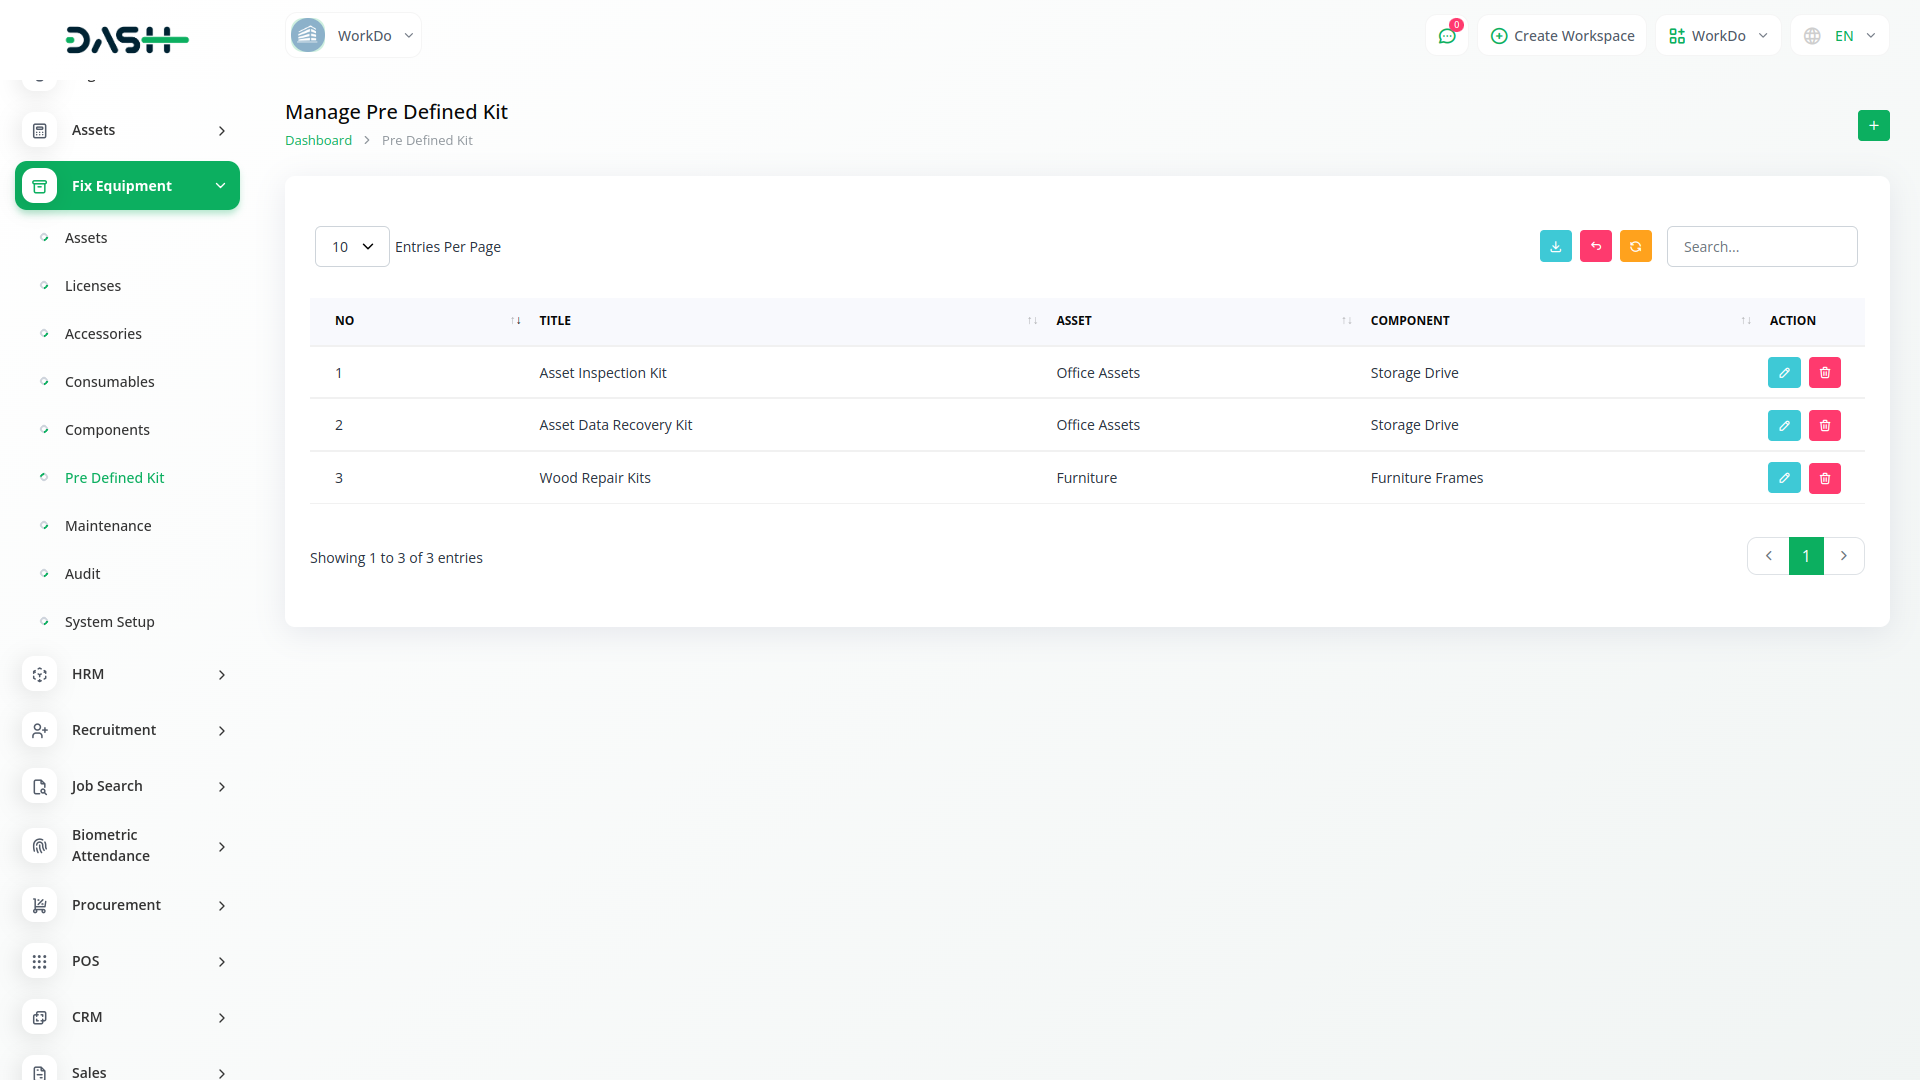 DASH
WorkDo
0
Create Workspace
WorkDo
EN
Assets
Fix Equipment
Assets
Licenses
Accessories
Consumables
Components
Pre Defined Kit
Maintenance
Audit
System Setup
HRM
Recruitment
Job Search
Biometric
Attendance
Procurement
POS
CRM
Sales
Manage Pre Defined Kit
Dashboard > Pre Defined Kit
10 Entries Per Page
Search...
NO TITLE ASSET COMPONENT ACTION
1 Asset Inspection Kit Office Assets Storage Drive
2 Asset Data Recovery Kit Office Assets Storage Drive
3 Wood Repair Kits Furniture Furniture Frames
Showing 1 to 3 of 3 entries
1